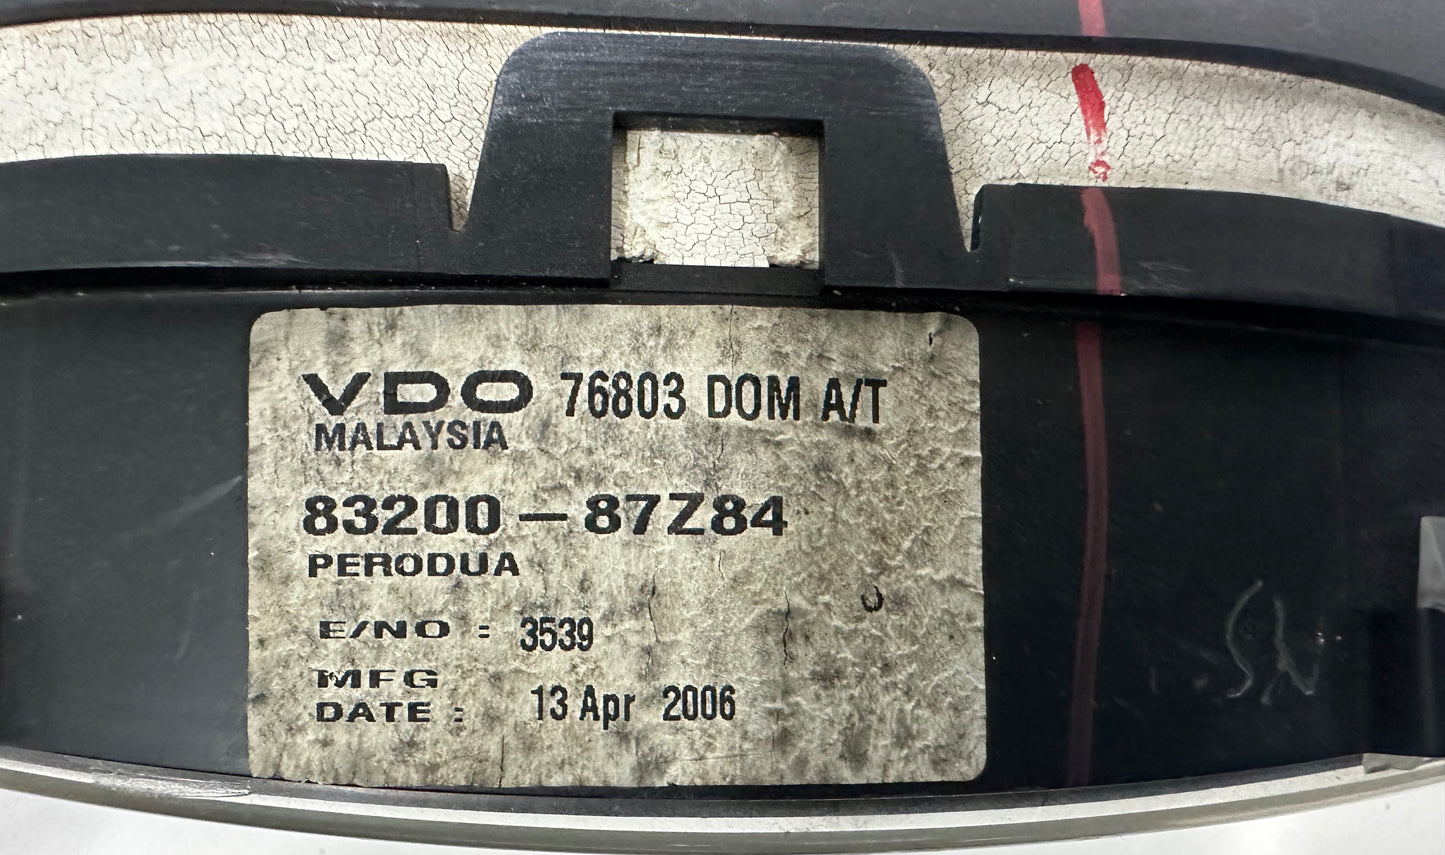 VDO 76803 DOM A/T
MALAYSIA
83200-87Z84
PERODUA
E/NO : 3539
MFG
DATE : 13 Apr 2006